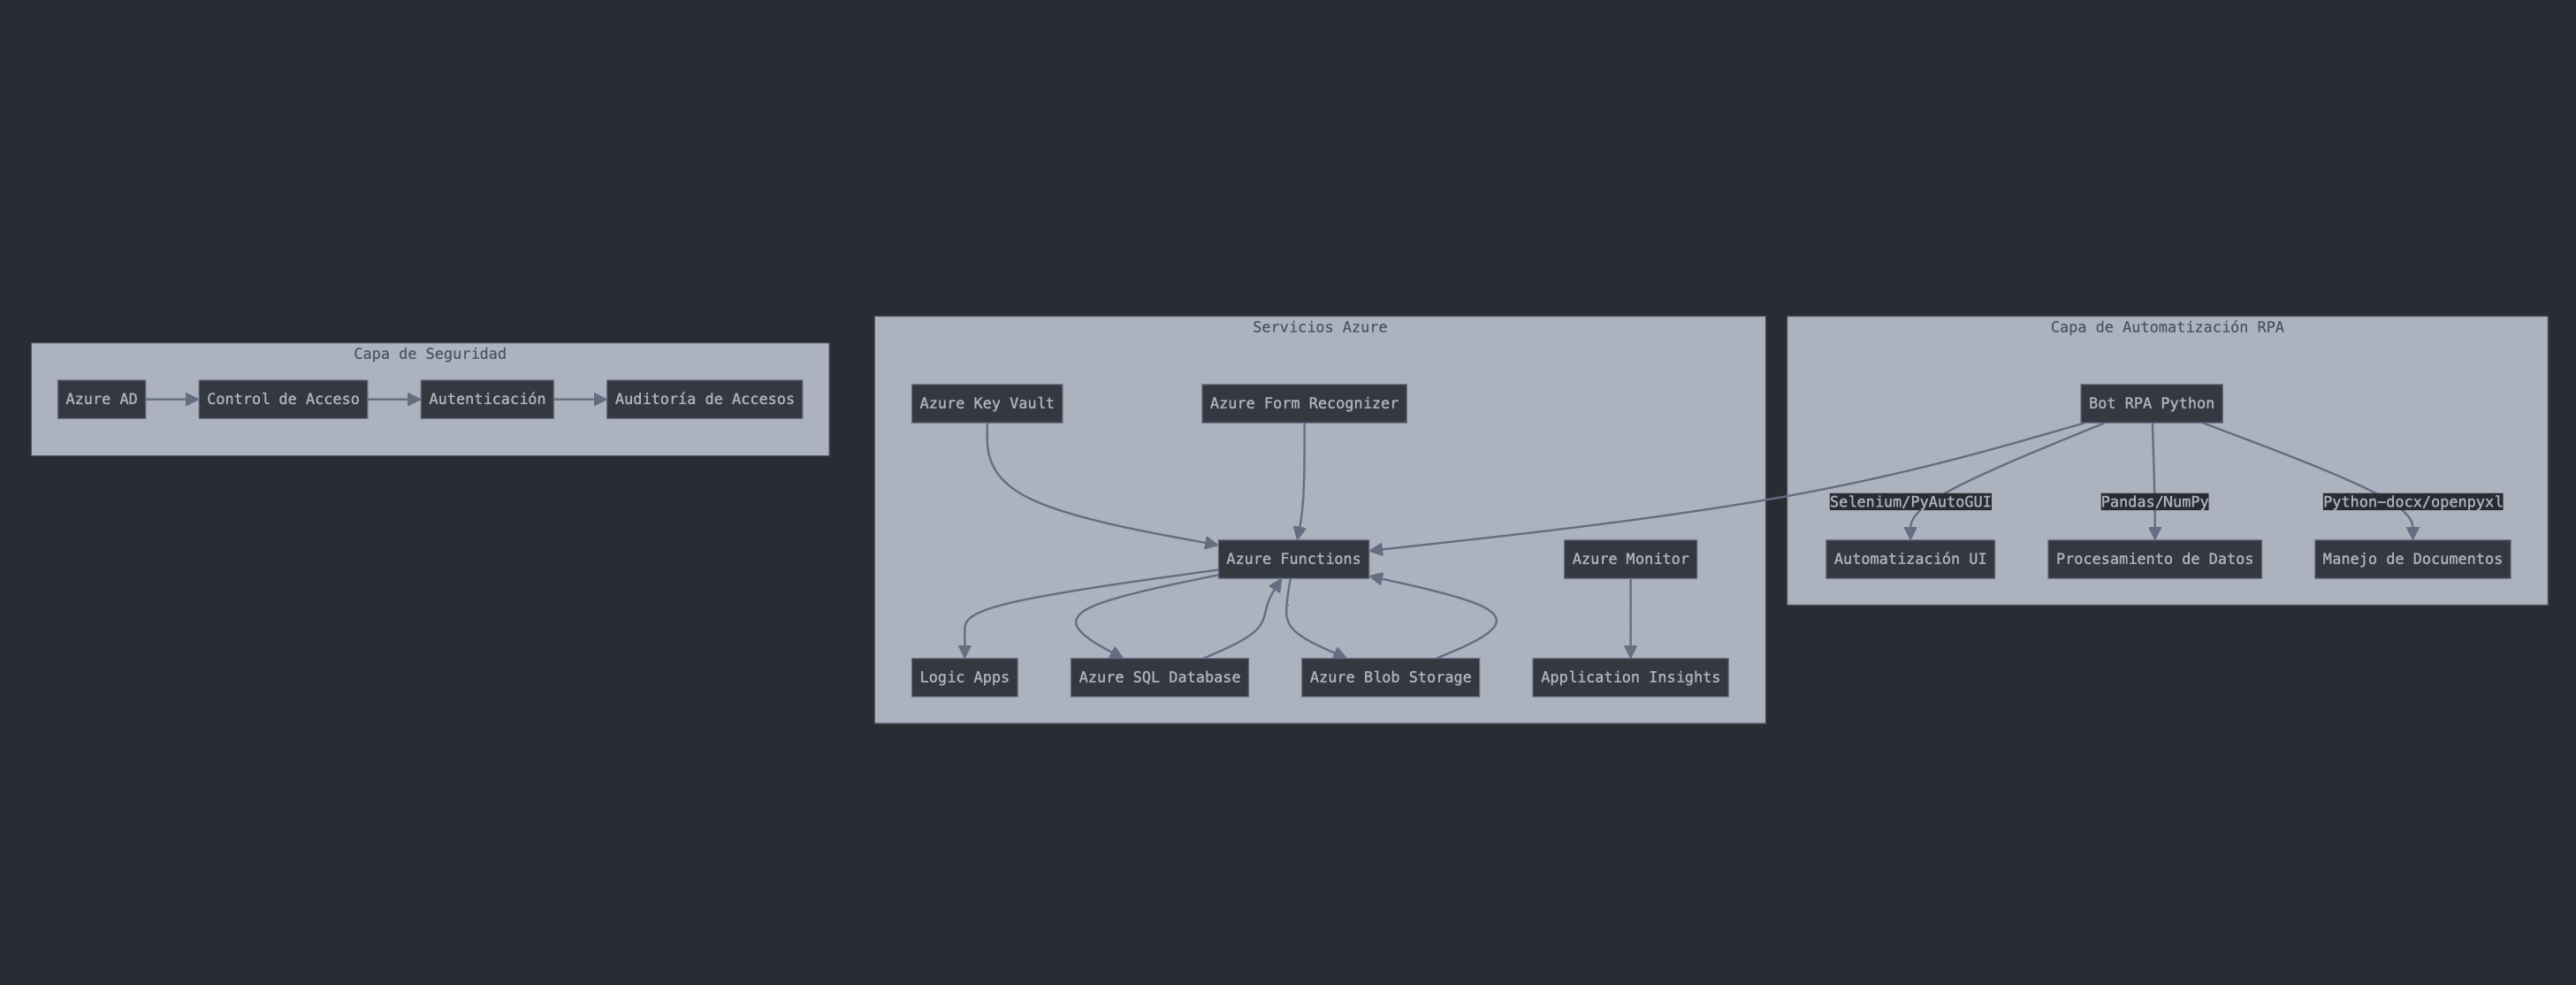 Capa de Seguridad
Azure AD
Control de Acceso
Autenticación
Auditoría de Accesos
Servicios Azure
Azure Key Vault
Azure Form Recognizer
Azure Functions
Azure Monitor
Logic Apps
Azure SQL Database
Azure Blob Storage
Application Insights
Capa de Automatización RPA
Bot RPA Python
Selenium/PyAutoGUI
Pandas/NumPy
Python-docx/openpyxl
Automatización UI
Procesamiento de Datos
Manejo de Documentos